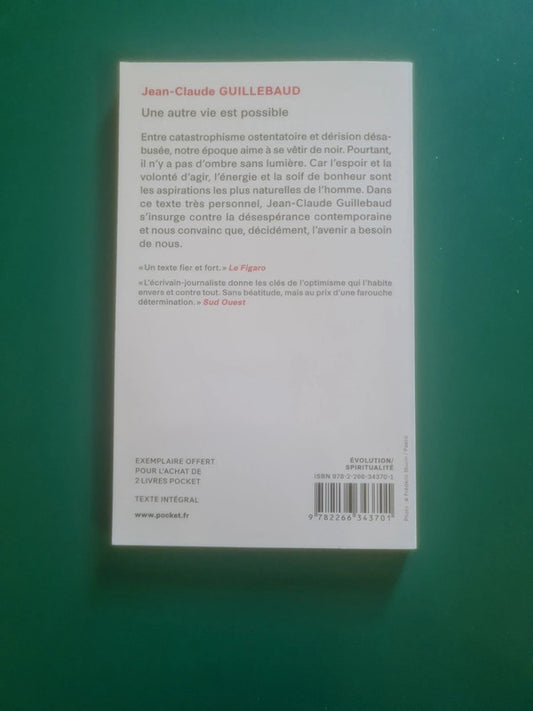 Jean-Claude GUILLEBAUD
Une autre vie est possible
Entre catastrophisme ostentatoire et dérision désa-
busée, notre époque aime à se vêtir de noir. Pourtant,
il n'y a pas d'ombre sans lumière. Car l'espoir et la
volonté d'agir, l'énergie et la soif de bonheur sont
les aspirations les plus naturelles de l'homme. Dans
ce texte très personnel, Jean-Claude Guillebaud
s'insurge contre la désespérance contemporaine
et nous convainc que, décidément, l'avenir a besoin
de nous.
« Un texte fier et fort. » Le Figaro
« L'écrivain-journaliste donne les clés de l'optimisme qui l'habite
envers et contre tout. Sans béatitude, mais au prix d'une farouche
détermination. » Sud Ouest
EXEMPLAIRE OFFERT
POUR L'ACHAT DE
2 LIVRES POCKET
TEXTE INTÉGRAL
www.pocket.fr
ÉVOLUTION/
SPIRITUALITÉ
ISBN 978-2-266-34370-1
9 782266 343701
Photo